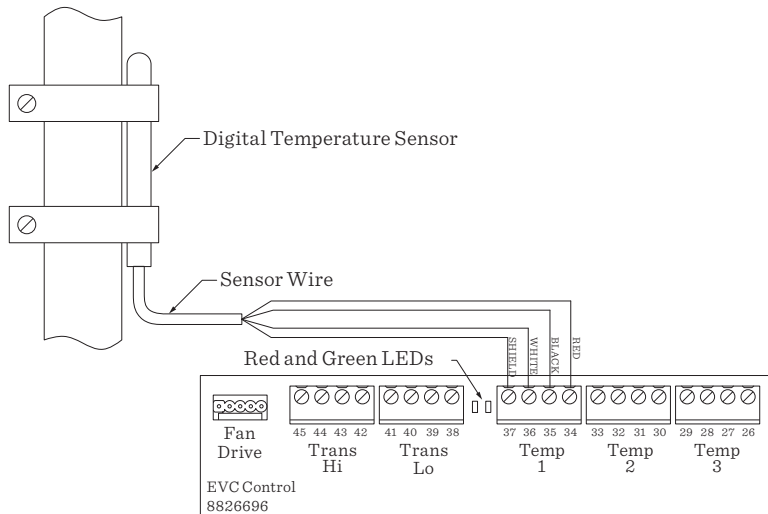 Digital Temperature Sensor
Sensor Wire
Red and Green LEDs
SHIELD
WHITE
BLACK
RED
45 44 43 42
41 40 39 38
37 36 35 34
33 32 31 30
29 28 27 26
Fan
Drive
Trans
Hi
Trans
Lo
Temp
1
Temp
2
Temp
3
EVC Control
8826696